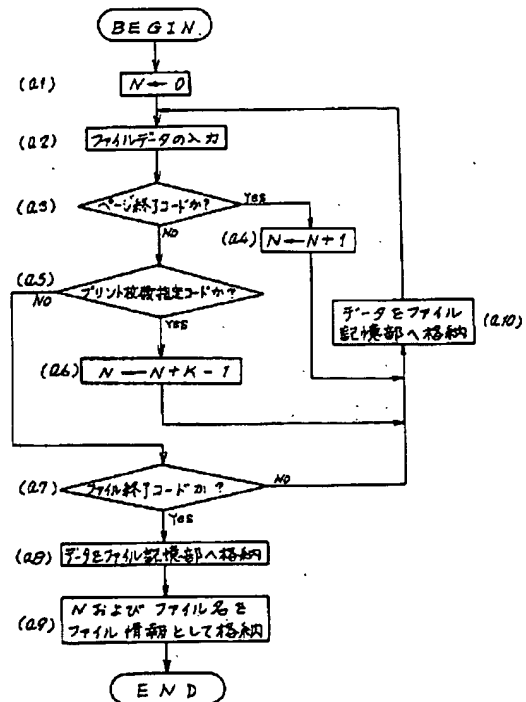 BEGIN
(a1)
N ← 0
(a2)
ファイルデータの入力
(a3)
ページ終了コードか?
Yes
NO
(a4)
N ← N+1
(a5)
プリント枚数指定コードか?
NO
Yes
データをファイル
記憶部へ格納
(a10)
(a6)
N ← N+K-1
(a7)
ファイル終了コードか?
NO
Yes
(a8)
データをファイル記憶部へ格納
(a9)
Nおよびファイル名を
ファイル情報として格納
END